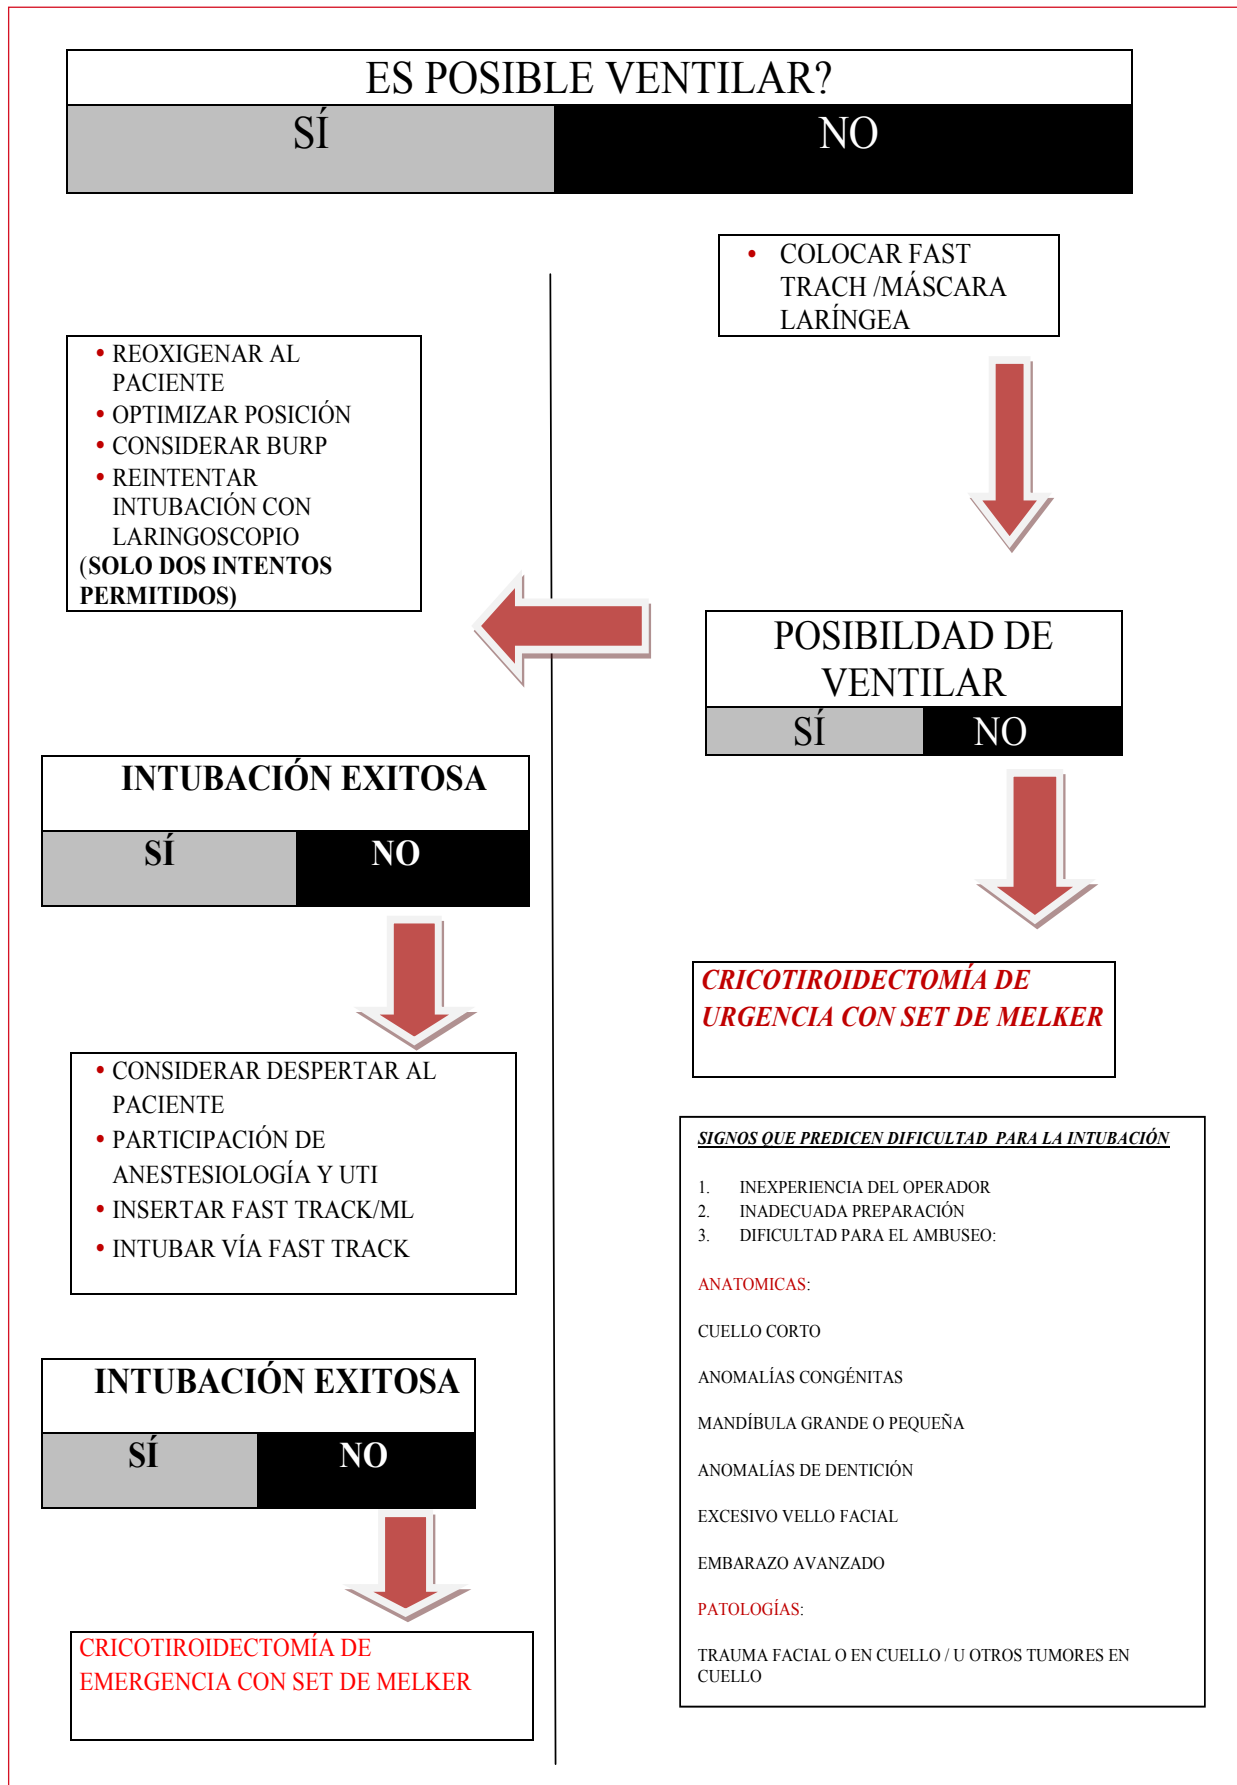 ES POSIBLE VENTILAR?
SÍ
NO
• COLOCAR FAST
TRACH /MÁSCARA
LARÍNGEA
• REOXIGENAR AL
PACIENTE
• OPTIMIZAR POSICIÓN
• CONSIDERAR BURP
• REINTENTAR
INTUBACIÓN CON
LARINGOSCOPIO
(SOLO DOS INTENTOS
PERMITIDOS)
POSIBILDAD DE
VENTILAR
SÍ
NO
INTUBACIÓN EXITOSA
SÍ
NO
CRICOTIROIDECTOMÍA DE
URGENCIA CON SET DE MELKER
• CONSIDERAR DESPERTAR AL
PACIENTE
• PARTICIPACIÓN DE
ANESTESIOLOGÍA Y UTI
• INSERTAR FAST TRACK/ML
• INTUBAR VÍA FAST TRACK
INTUBACIÓN EXITOSA
SÍ
NO
CRICOTIROIDECTOMÍA DE
EMERGENCIA CON SET DE MELKER
SIGNOS QUE PREDICEN DIFICULTAD PARA LA INTUBACIÓN
1. INEXPERIENCIA DEL OPERADOR
2. INADECUADA PREPARACIÓN
3. DIFICULTAD PARA EL AMBUSEO:
ANATOMICAS:
CUELLO CORTO
ANOMALÍAS CONGÉNITAS
MANDÍBULA GRANDE O PEQUEÑA
ANOMALÍAS DE DENTICIÓN
EXCESIVO VELLO FACIAL
EMBARAZO AVANZADO
PATOLOGÍAS:
TRAUMA FACIAL O EN CUELLO / U OTROS TUMORES EN
CUELLO